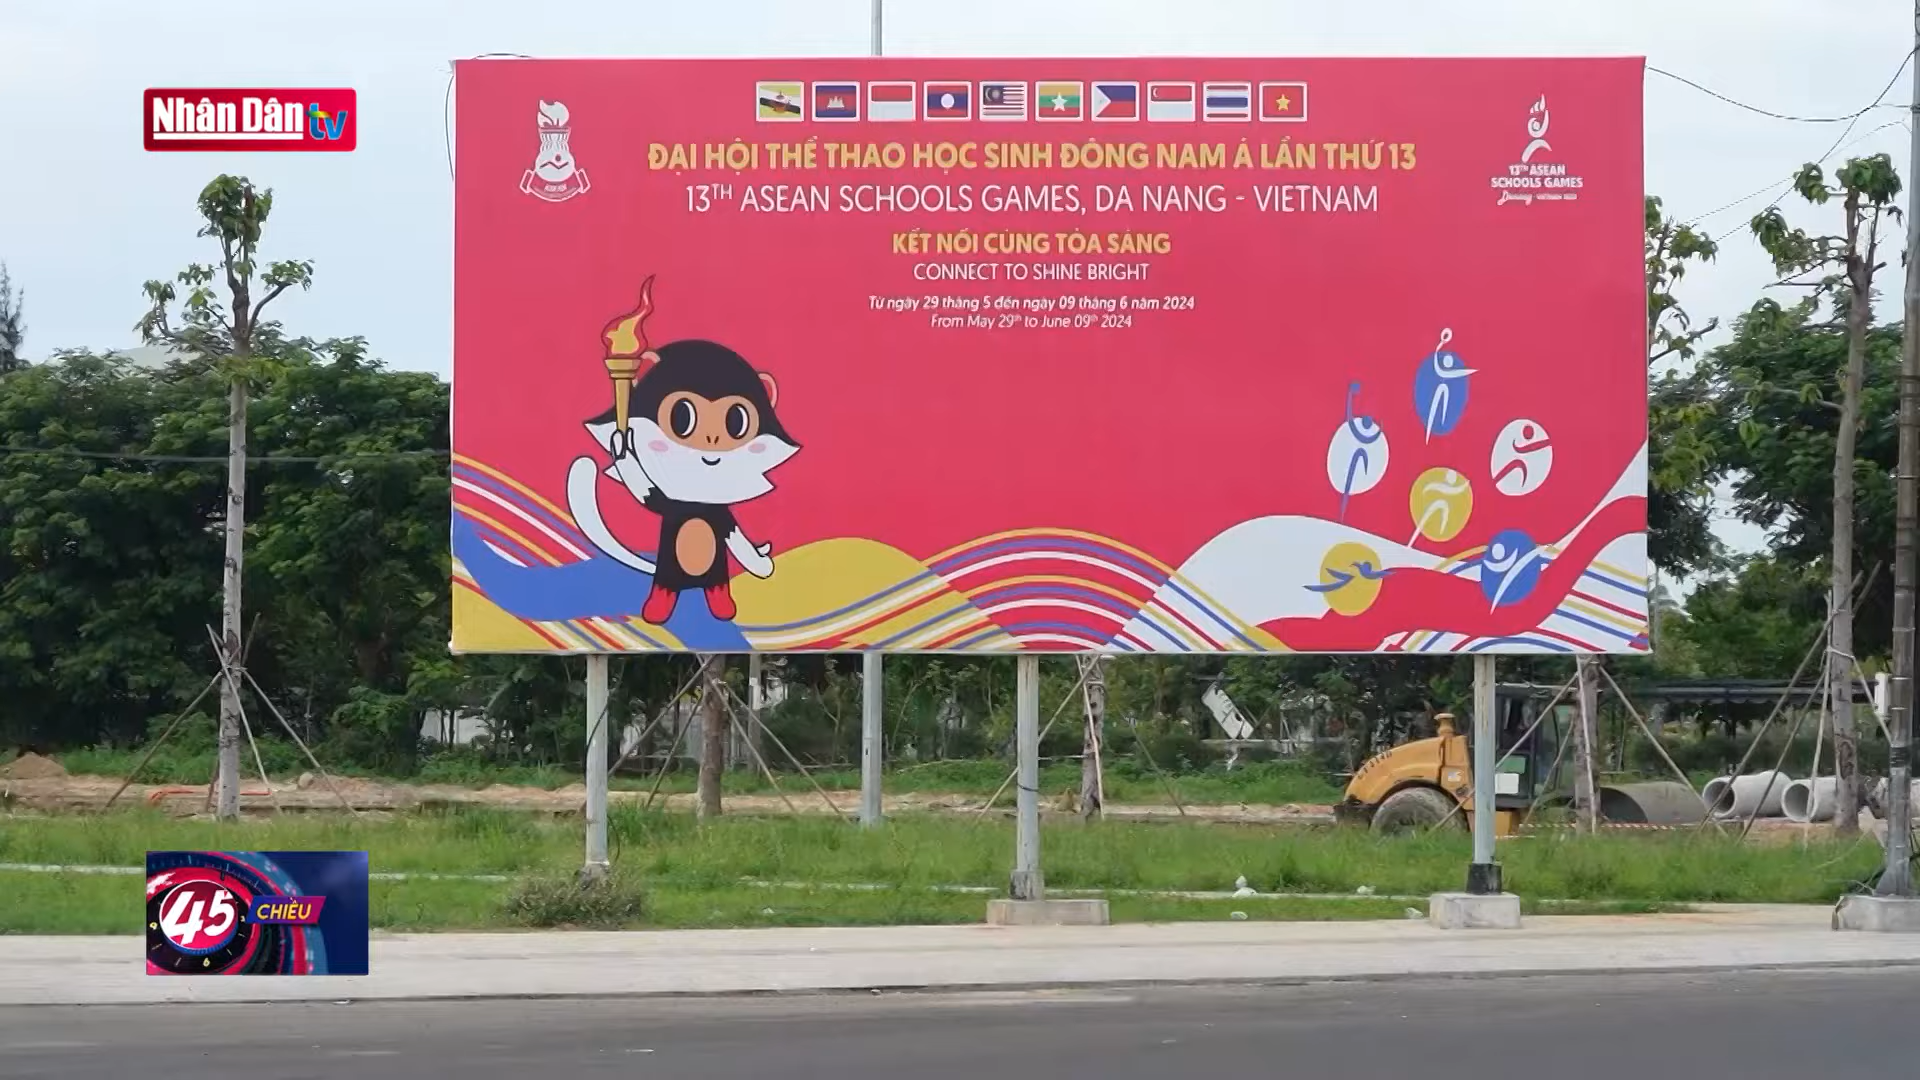 Nhân Dân tv
ĐẠI HỘI THỂ THAO HỌC SINH ĐÔNG NAM Á LẦN THỨ 13
13TH ASEAN SCHOOLS GAMES, DA NANG - VIETNAM
KẾT NỐI CÙNG TỎA SÁNG
CONNECT TO SHINE BRIGHT
Từ ngày 29 tháng 5 đến ngày 09 tháng 6 năm 2024
From May 29th to June 09th 2024
13TH ASEAN
SCHOOLS GAMES
45 CHIỀU